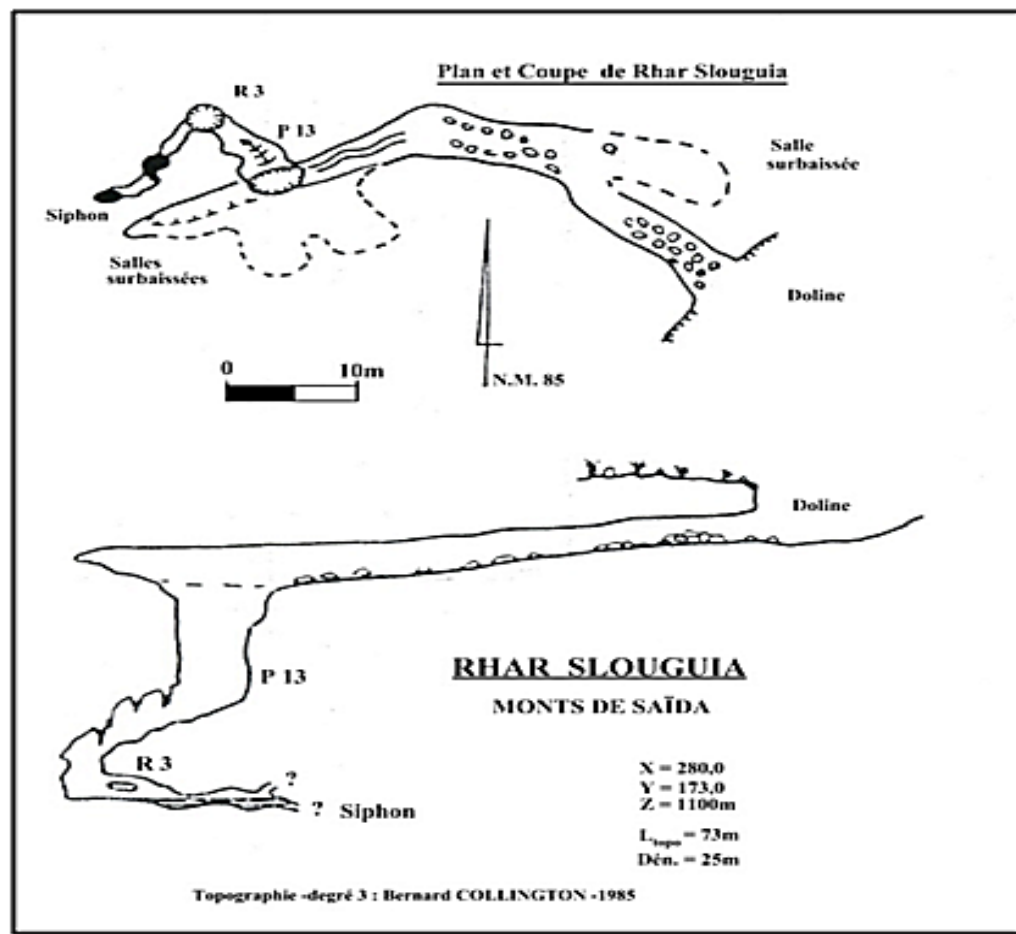 Plan et Coupe de Rhar Slouguia
R 3
P 13
Salle
surbaissée
Siphon
Salles
surbaissées
Doline
0 10m
N.M. 85
Doline
P 13
RHAR SLOUGUIA
MONTS DE SAÏDA
R 3
?
? Siphon
X = 280,0
Y = 173,0
Z = 1100m
L topo = 73m
Dén. = 25m
Topographie -degré 3 : Bernard COLLINGTON -1985